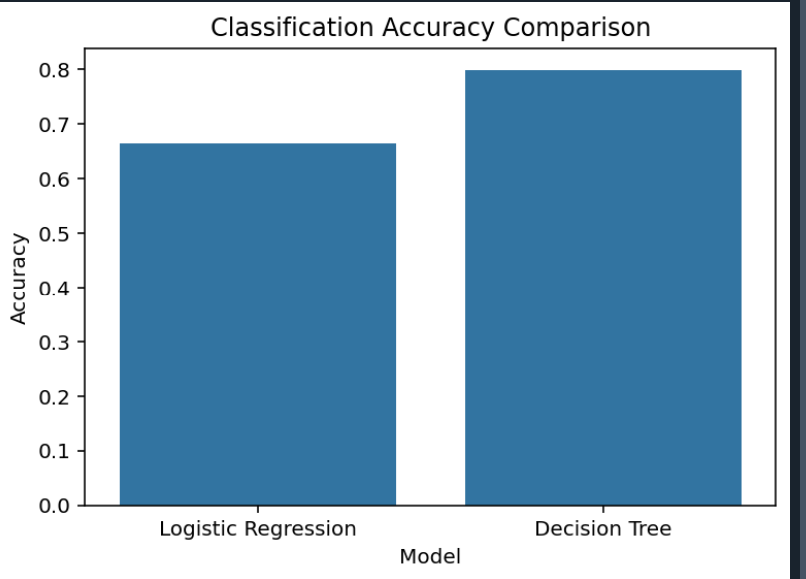 Classification Accuracy Comparison
0.8
0.7
0.6
0.5
0.4
0.3
0.2
0.1
0.0
Accuracy
Logistic Regression
Decision Tree
Model